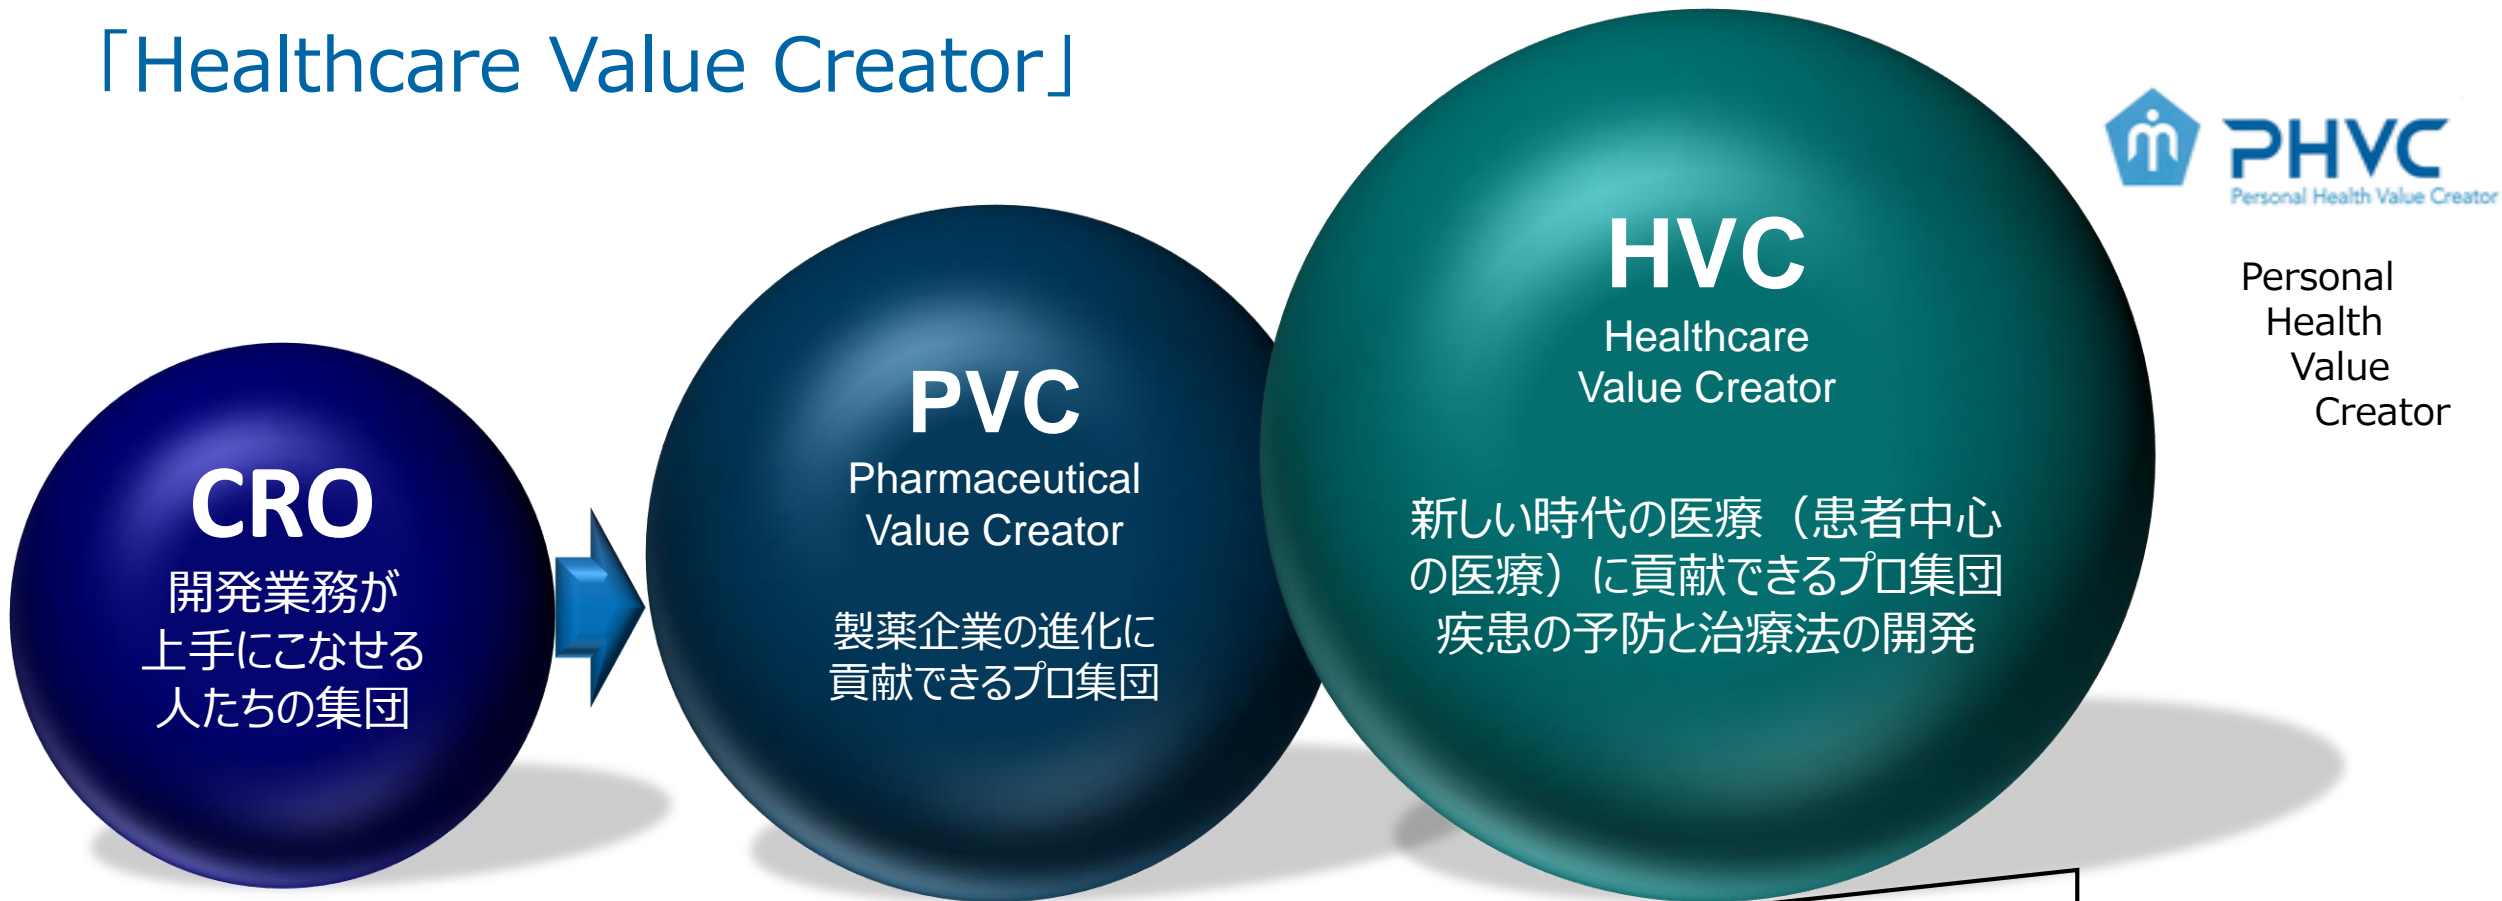 「Healthcare Value Creator」
CRO
開発業務が
上手にこなせる
人たちの集団
PVC
Pharmaceutical
Value Creator
製薬企業の進化に
貢献できるプロ集団
HVC
Healthcare
Value Creator
新しい時代の医療（患者中心
の医療）に貢献できるプロ集団
疾患の予防と治療法の開発
PHVC
Personal Health Value Creator
Personal
Health
Value
Creator